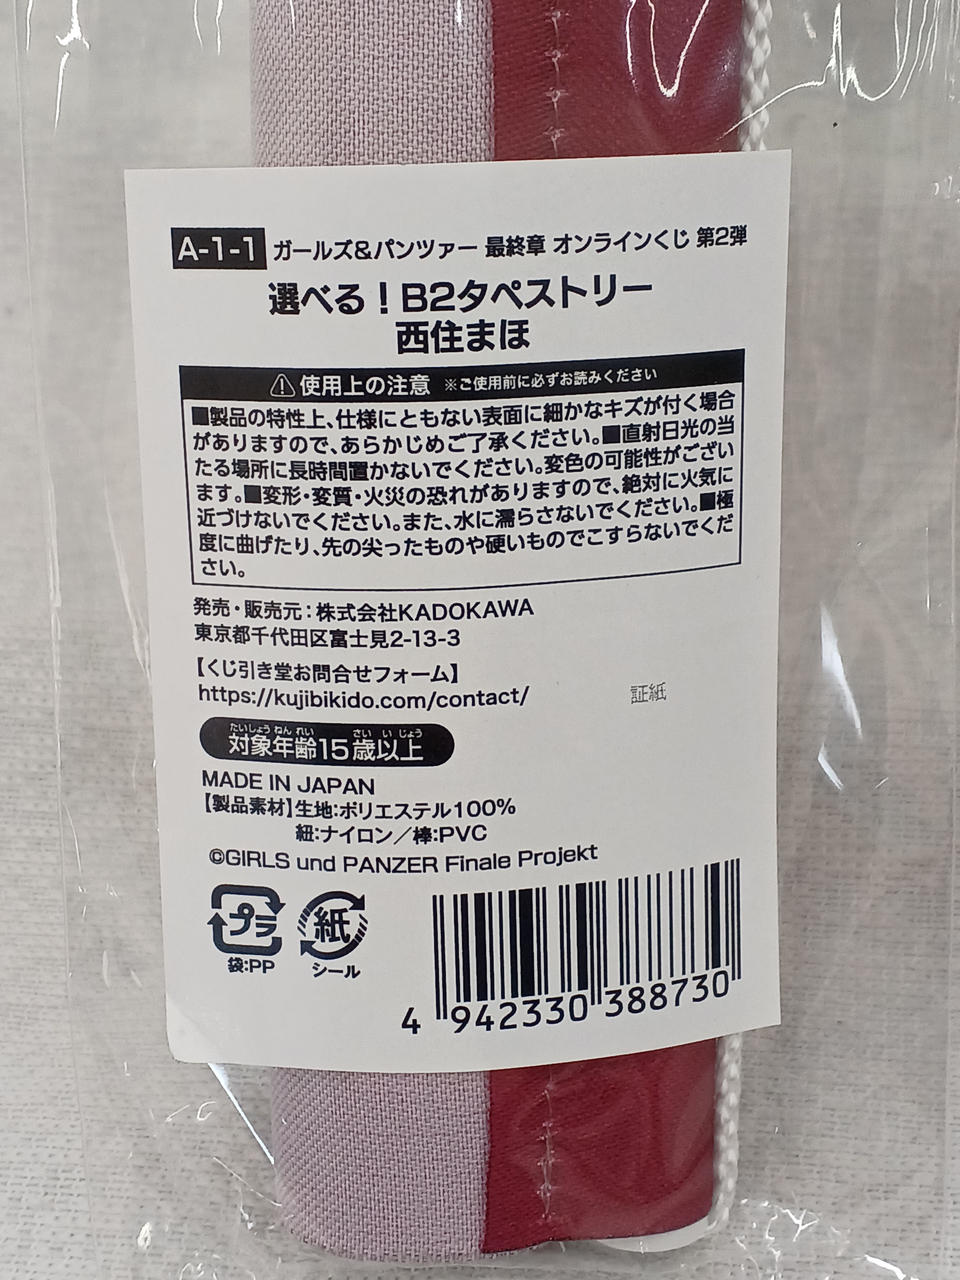 A-1-1 ガールズ&パンツァー 最終章 オンラインくじ 第2弾
選べる!B2タペストリー
西住まほ
⚠使用上の注意 ※ご使用前に必ずお読みください
■製品の特性上、仕様にともない表面に細かなキズが付く場合
がありますので、あらかじめご了承ください。■直射日光の当
たる場所に長時間置かないでください。変色の可能性がござい
ます。■変形・変質・火災の恐れがありますので、絶対に火気に
近づけないでください。また、水に濡らさないでください。■極
度に曲げたり、先の尖ったものや硬いものでこすらないでくだ
さい。
発売・販売元:株式会社KADOKAWA
東京都千代田区富士見2-13-3
【くじ引き堂お問合せフォーム】
https://kujibikido.com/contact/
証紙
たいしょうねんれい さいいじょう
対象年齢15歳以上
MADE IN JAPAN
【製品素材】生地:ポリエステル100%
紐:ナイロン/棒:PVC
©GIRLS und PANZER Finale Projekt
プラ 紙
袋:PP シール
4 942330 388730